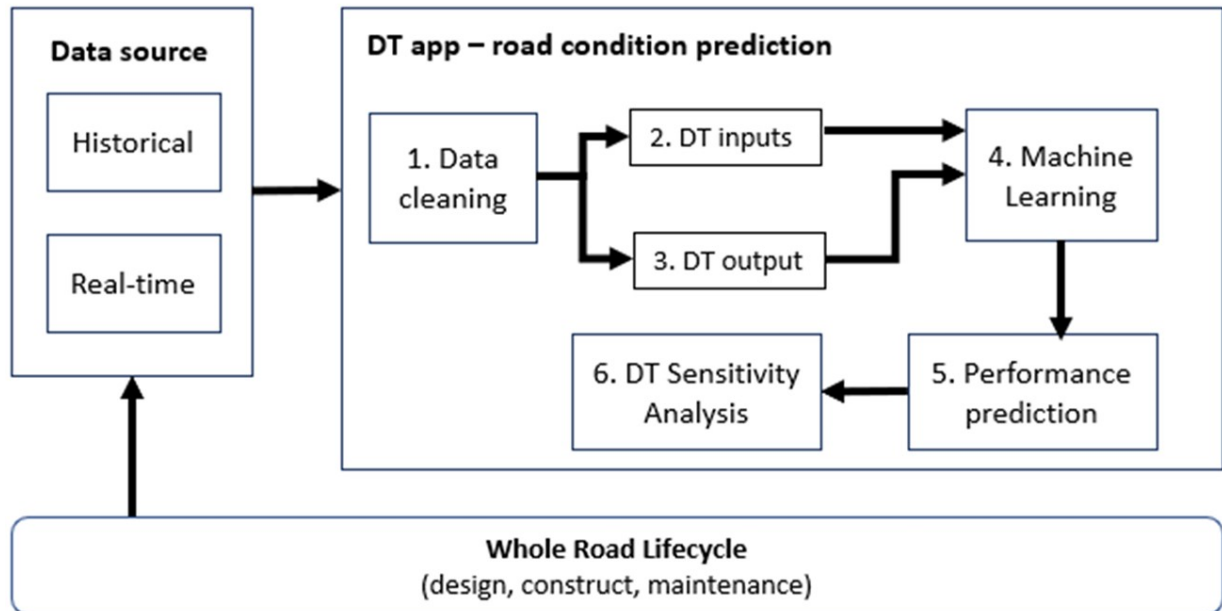 Data source
Historical
Real-time
DT app – road condition prediction
1. Data
cleaning
2. DT inputs
3. DT output
4. Machine
Learning
5. Performance
prediction
6. DT Sensitivity
Analysis
Whole Road Lifecycle
(design, construct, maintenance)